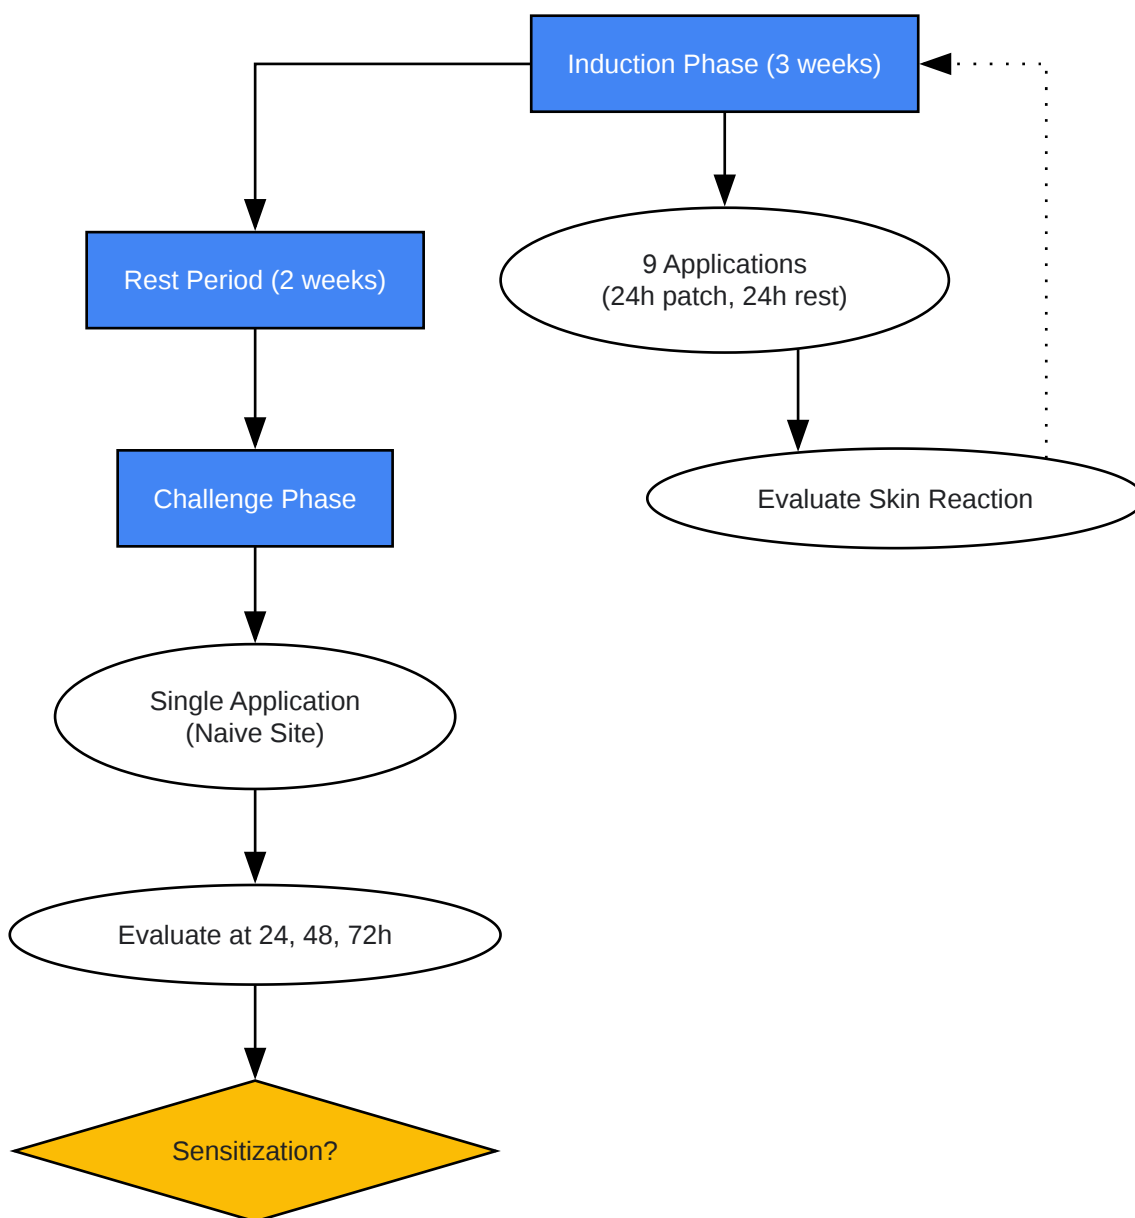 Induction Phase (3 weeks)
Rest Period (2 weeks)
9 Applications
(24h patch, 24h rest)
Challenge Phase
Evaluate Skin Reaction
Single Application
(Naive Site)
Evaluate at 24, 48, 72h
Sensitization?